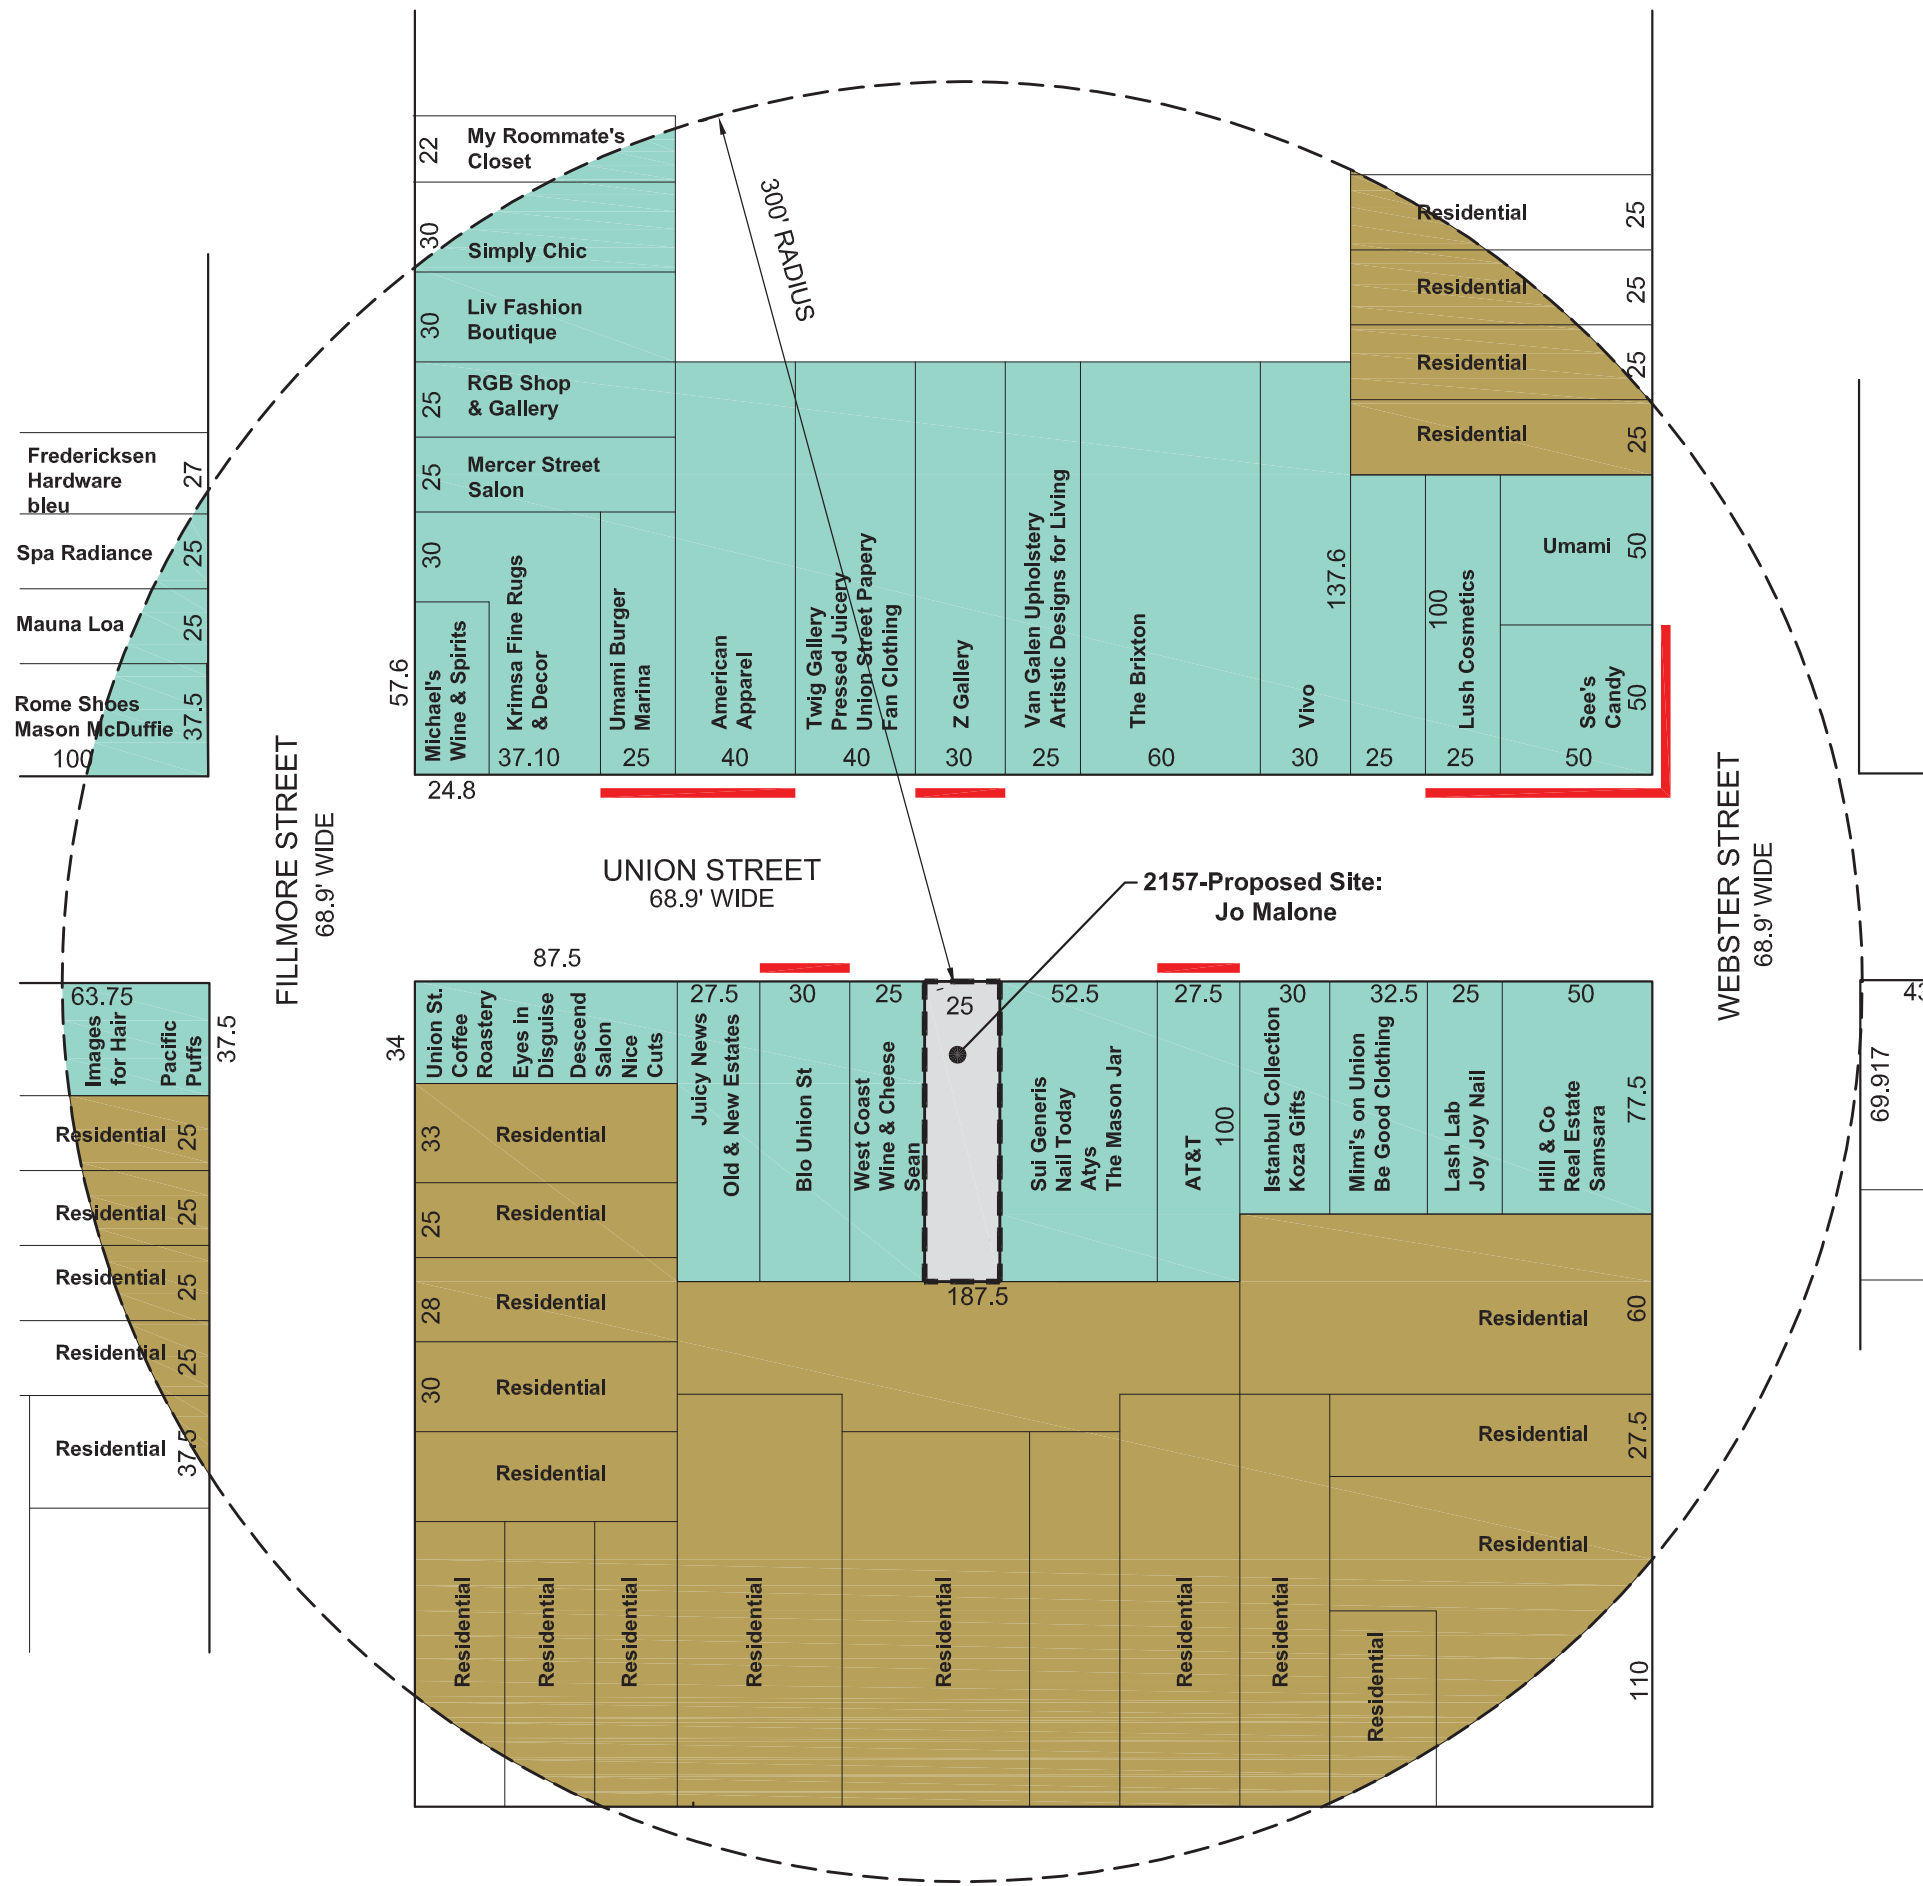 22
My Roommate's
Closet
30
Simply Chic
30
Liv Fashion
Boutique
25
RGB Shop
& Gallery
25
Mercer Street
Salon
30
57.6
Michael's
Wine & Spirits
24.8
Krimsa Fine Rugs
& Decor
37.10
Umami Burger
Marina
25
American
Apparel
40
Twig Gallery
Pressed Juicery
Union Street Papery
Fan Clothing
40
Z Gallery
30
Van Galen Upholstery
Artistic Designs for Living
25
The Brixton
60
Vivo
30
137.6
25
100
Lush Cosmetics
25
Umami
50
See's
Candy
50
50
Residential
25
Residential
25
Residential
25
Residential
25
300' RADIUS
Fredericksen
Hardware
bleu
27
Spa Radiance
25
Mauna Loa
25
Rome Shoes
Mason McDuffie
37.5
100
FILLMORE STREET
68.9' WIDE
UNION STREET
68.9' WIDE
2157-Proposed Site:
Jo Malone
WEBSTER STREET
68.9' WIDE
63.75
Images
for Hair
Pacific
Puffs
37.5
Residential
25
Residential
25
Residential
25
Residential
25
Residential
37.5
87.5
34
Union St.
Coffee
Roastery
Eyes in
Disguise
Descend
Salon
Nice
Cuts
27.5
Juicy News
Old & New Estates
30
Blo Union St
25
West Coast
Wine & Cheese
Sean
25
52.5
Sui Generis
Nail Today
Atys
The Mason Jar
27.5
AT&T
100
30
Istanbul Collection
Koza Gifts
32.5
Mimi's on Union
Be Good Clothing
25
Lash Lab
Joy Joy Nail
50
Hill & Co
Real Estate
Samsara
77.5
43
69.917
187.5
33
Residential
25
Residential
28
Residential
30
Residential
Residential
Residential
60
Residential
27.5
Residential
110
Residential
Residential
Residential
Residential
Residential
Residential
Residential
Residential